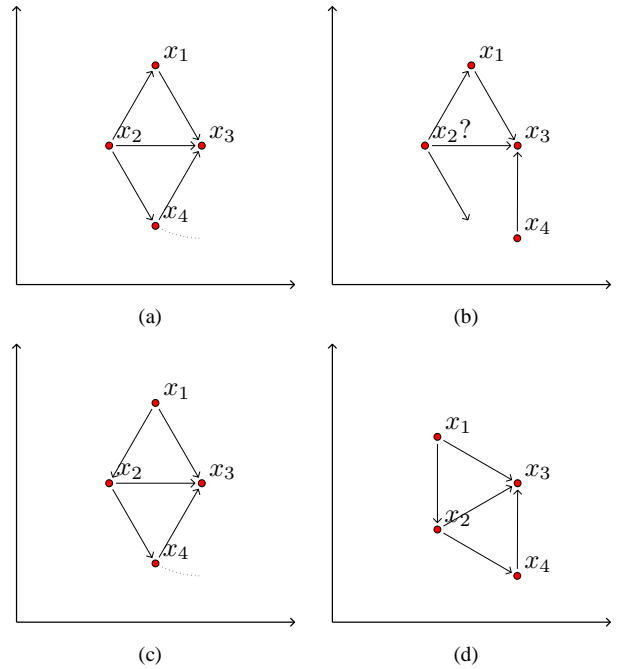 x₁
x₂ x₃
x₄
(a)
x₁
x₂? x₃
x₄
(b)
x₁
x₂ x₃
x₄
(c)
x₁
x₃
x₂
x₄
(d)